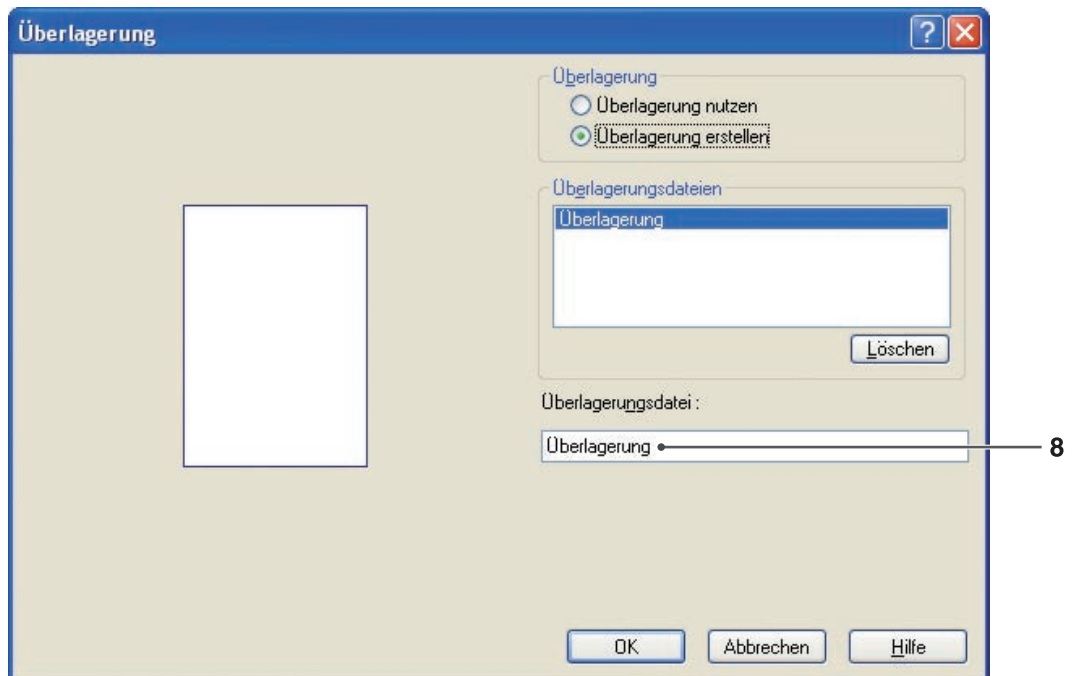 Überlagerung
Überlagerung
Überlagerung nutzen
Überlagerung erstellen
Überlagerungsdateien
Überlagerung
Löschen
Überlagerungsdatei :
Überlagerung
8
OK
Abbrechen
Hilfe